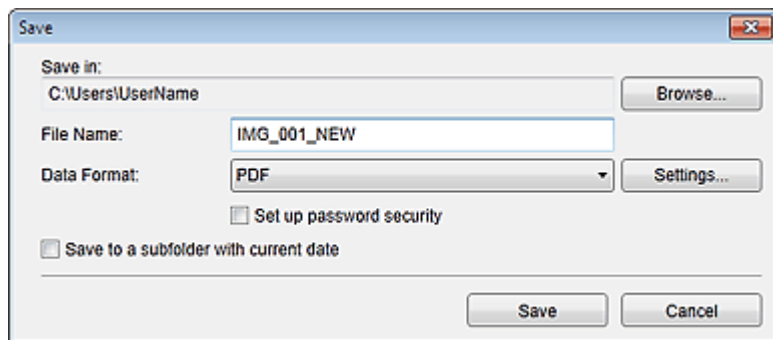 Save
Save in:
C:\Users\UserName
Browse...
File Name:
IMG_001_NEW
Data Format:
PDF
Settings...
Set up password security
Save to a subfolder with current date
Save
Cancel